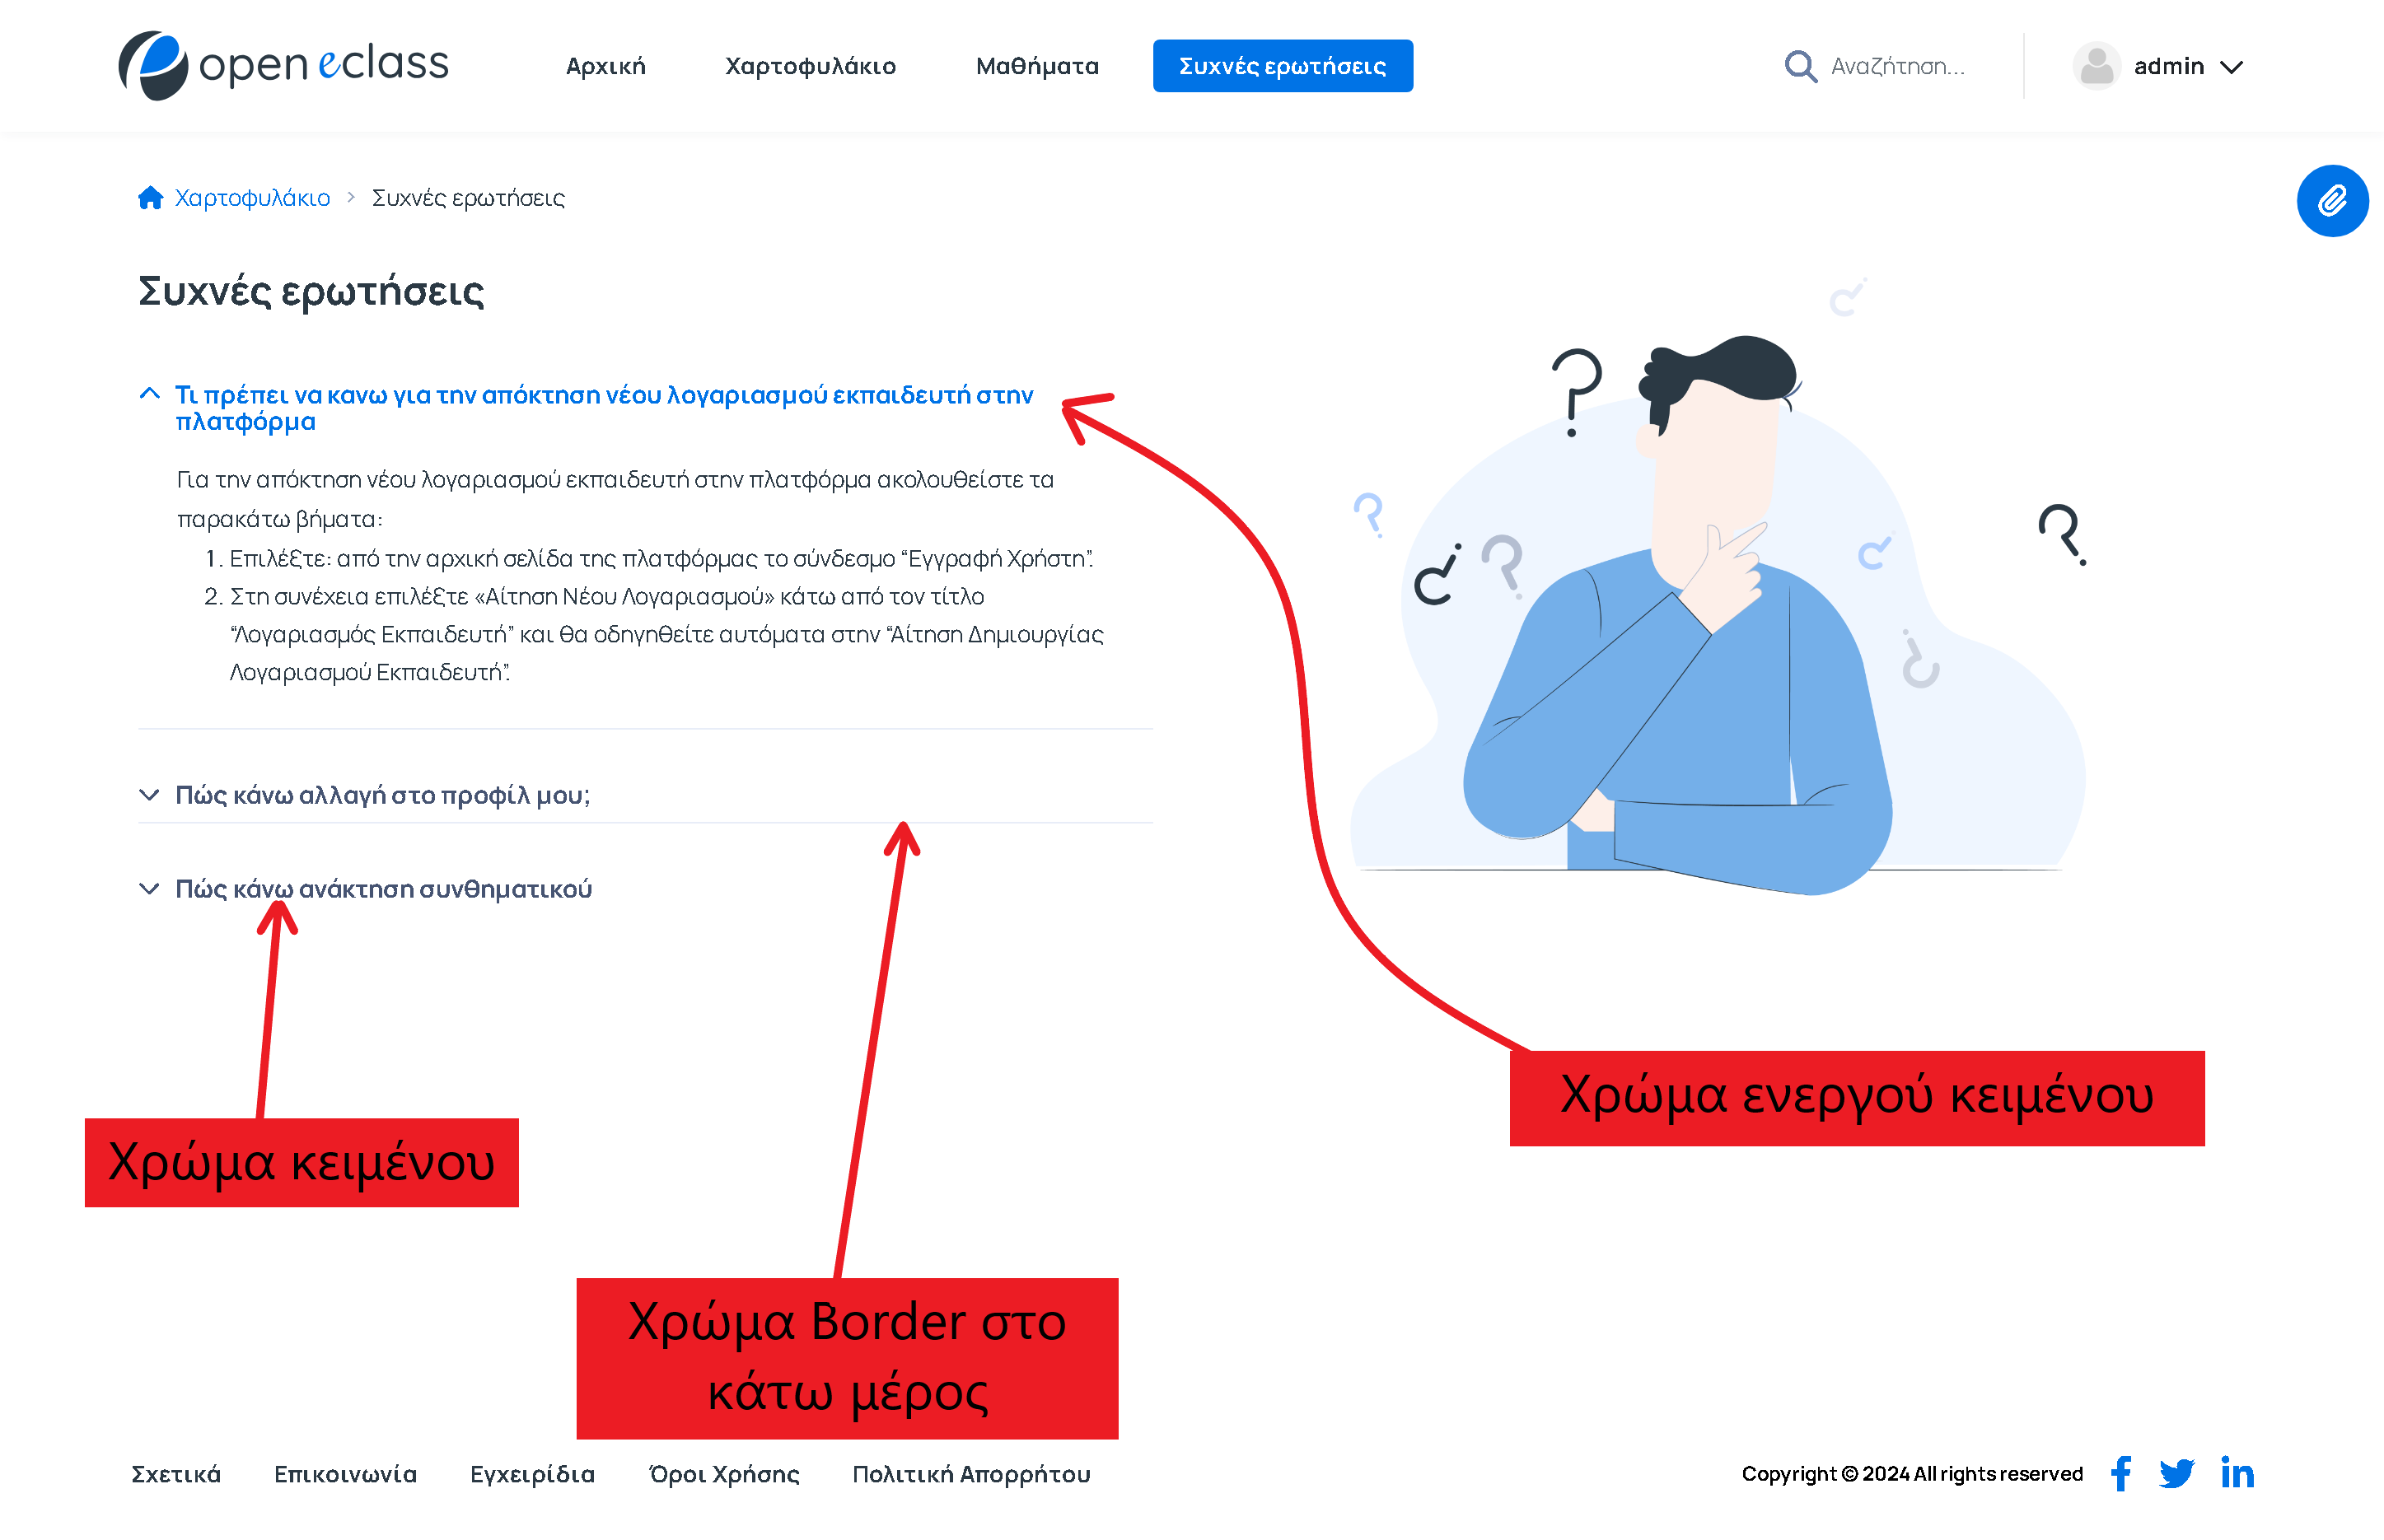 open eclass
Αρχική
Χαρτοφυλάκιο
Μαθήματα
Συχνές ερωτήσεις
Αναζήτηση...
admin
Χαρτοφυλάκιο > Συχνές ερωτήσεις
Συχνές ερωτήσεις
Τι πρέπει να κανω για την απόκτηση νέου λογαριασμού εκπαιδευτή στην
πλατφόρμα
Για την απόκτηση νέου λογαριασμού εκπαιδευτή στην πλατφόρμα ακολουθείστε τα
παρακάτω βήματα:
1. Επιλέξτε: από την αρχική σελίδα της πλατφόρμας το σύνδεσμο “Εγγραφή Χρήστη”.
2. Στη συνέχεια επιλέξτε «Αίτηση Νέου Λογαριασμού» κάτω από τον τίτλο
“Λογαριασμός Εκπαιδευτή” και θα οδηγηθείτε αυτόματα στην “Αίτηση Δημιουργίας
Λογαριασμού Εκπαιδευτή”.
Πώς κάνω αλλαγή στο προφίλ μου;
Πώς κάνω ανάκτηση συνθηματικού
Χρώμα ενεργού κειμένου
Χρώμα κειμένου
Χρώμα Border στο
κάτω μέρος
Σχετικά
Επικοινωνία
Εγχειρίδια
Όροι Χρήσης
Πολιτική Απορρήτου
Copyright © 2024 All rights reserved